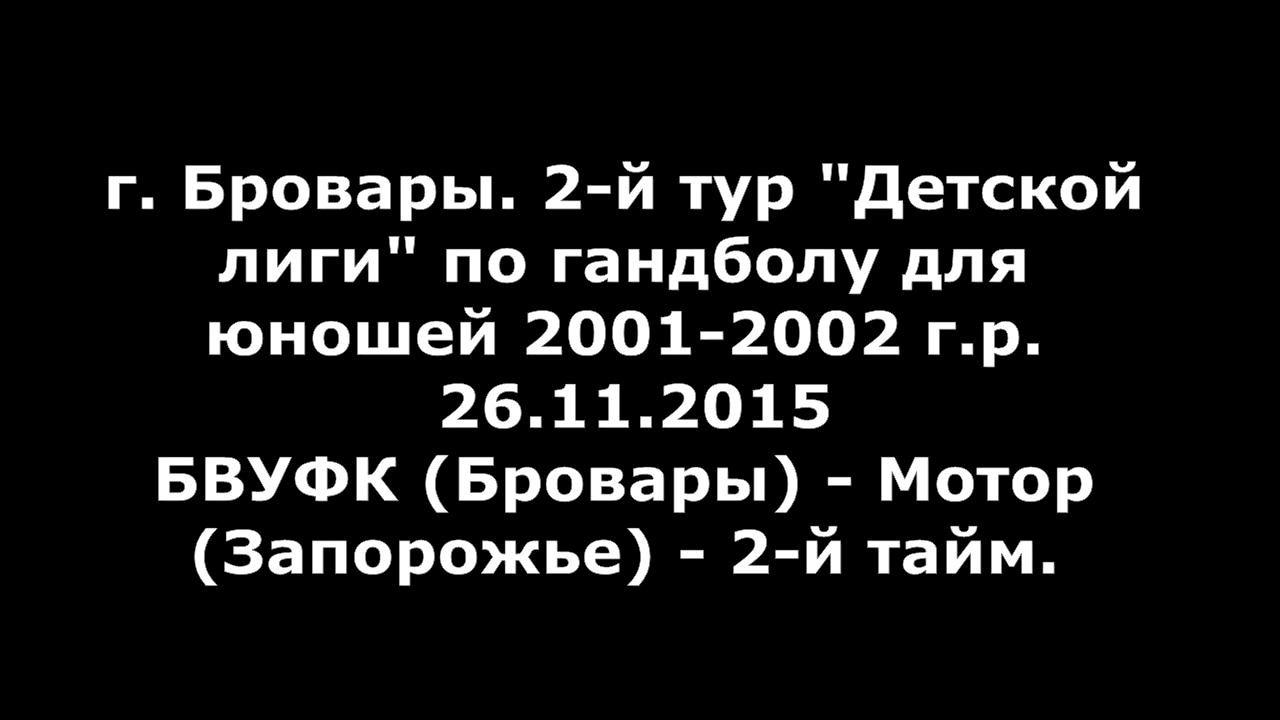 г. Бровары. 2-й тур "Детской
лиги" по гандболу для
юношей 2001-2002 г.р.
26.11.2015
БВУФК (Бровары) - Мотор
(Запорожье) - 2-й тайм.